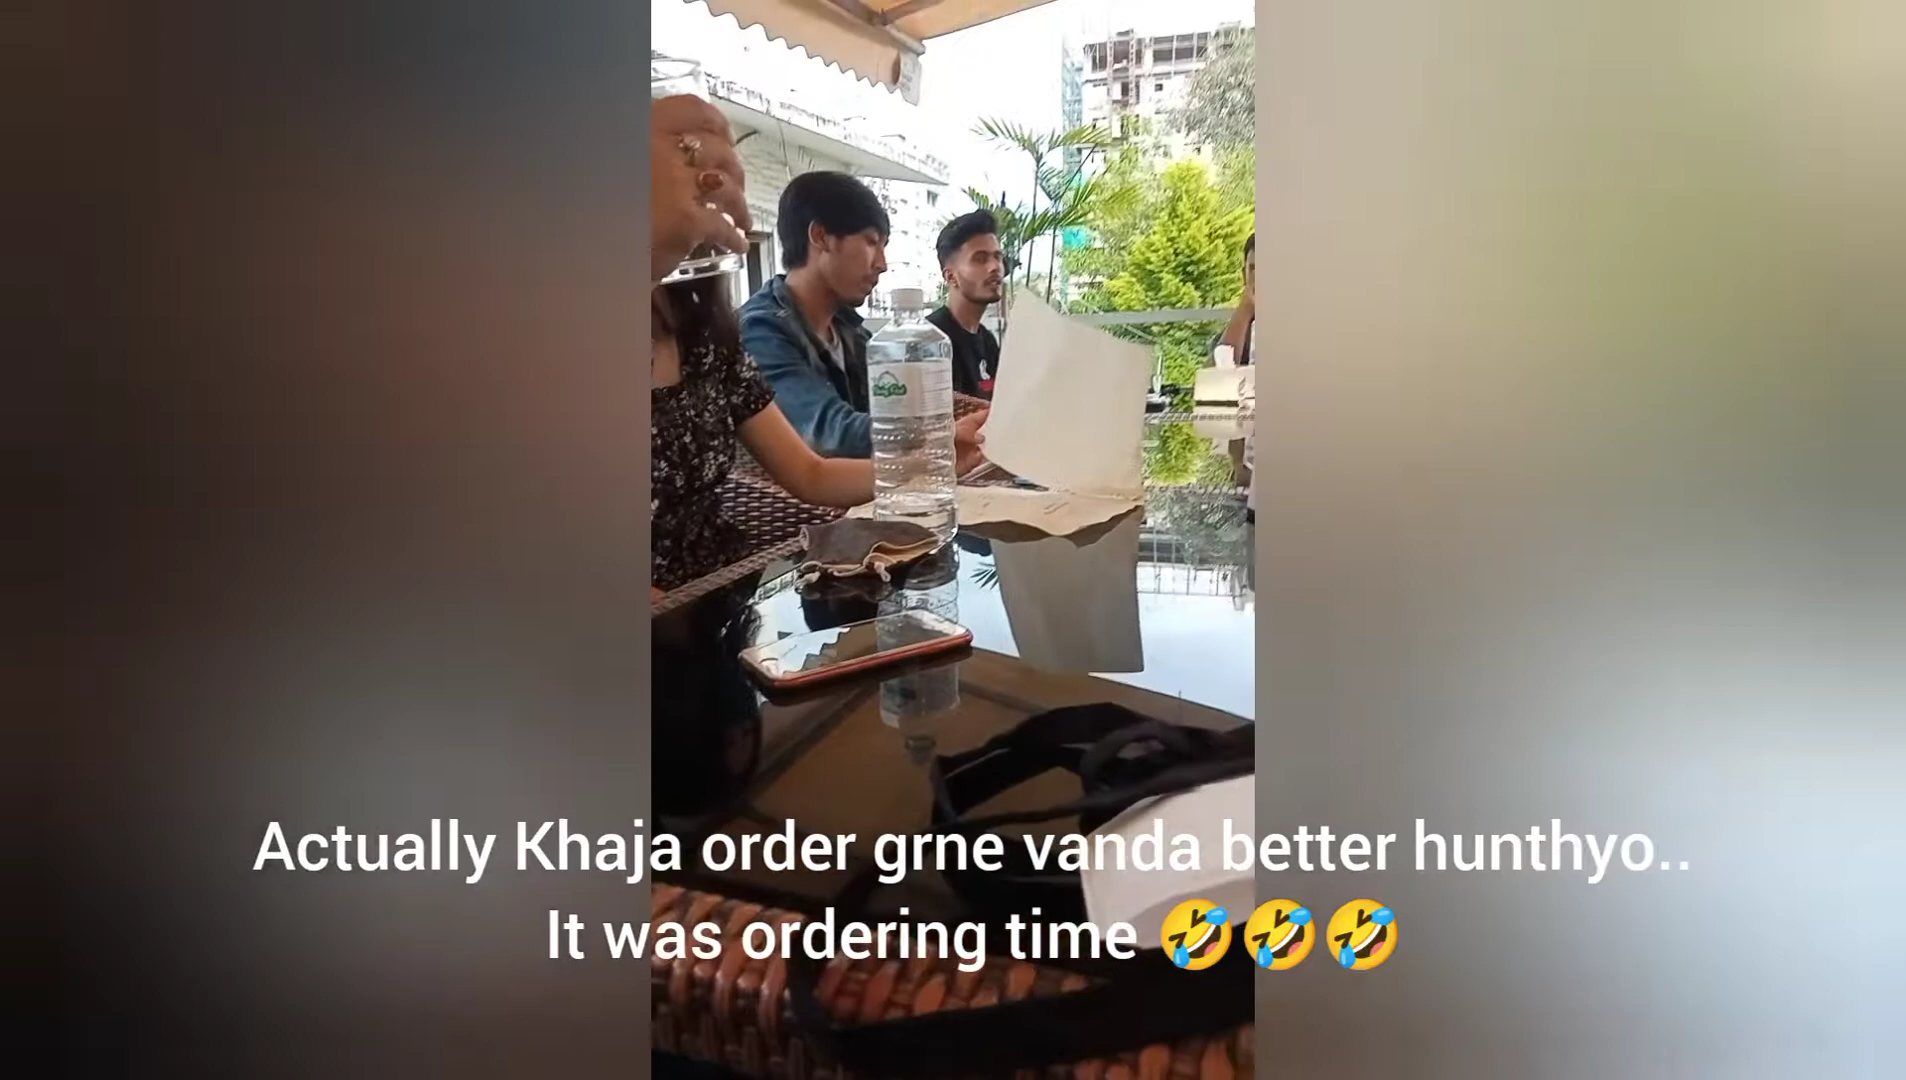 Actually Khaja order grne vanda better hunthyo..
It was ordering time 🤣🤣🤣